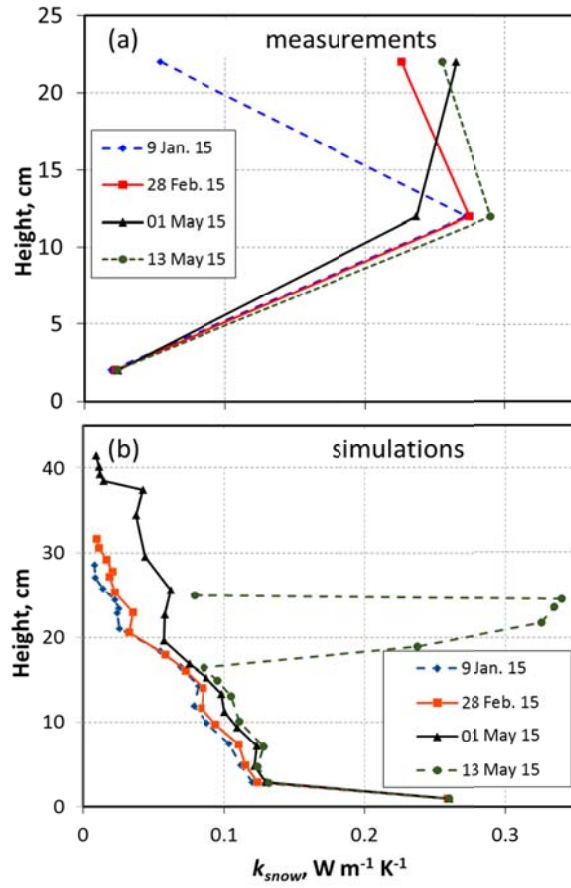 (a) measurements
25
20
15
10
5
0
Height, cm
9 Jan. 15
28 Feb. 15
01 May 15
13 May 15
(b) simulations
40
30
20
10
0
Height, cm
9 Jan. 15
28 Feb. 15
01 May 15
13 May 15
0 0.1 0.2 0.3
k_snow, W m⁻¹ K⁻¹